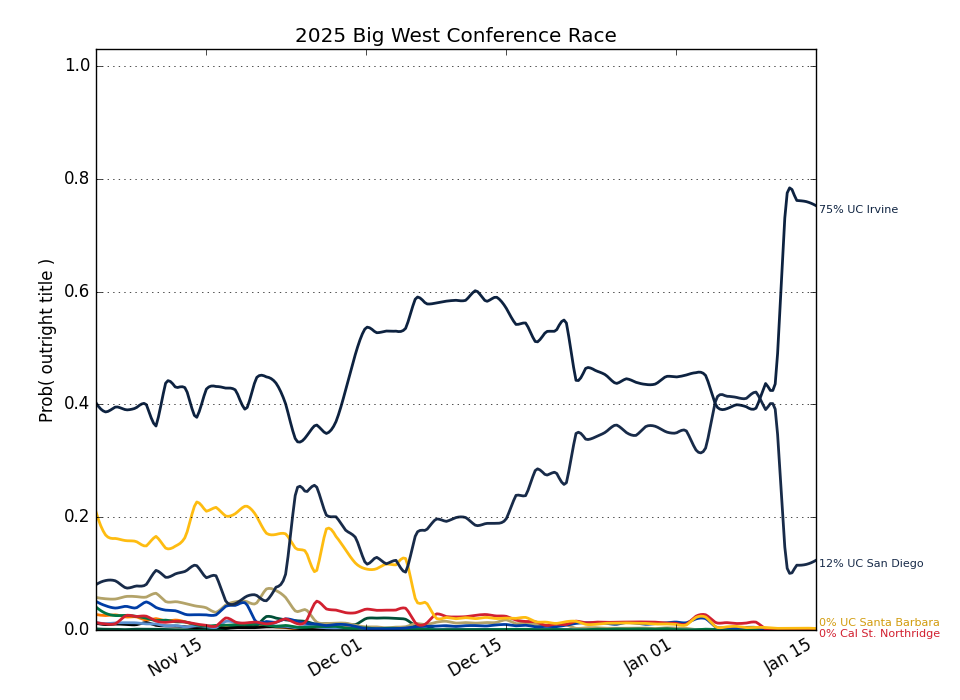 2025 Big West Conference Race
Prob( outright title )
1.0
0.8
0.6
0.4
0.2
0.0
Nov 15
Dec 01
Dec 15
Jan 01
Jan 15
75% UC Irvine
12% UC San Diego
0% UC Santa Barbara
0% Cal St. Northridge